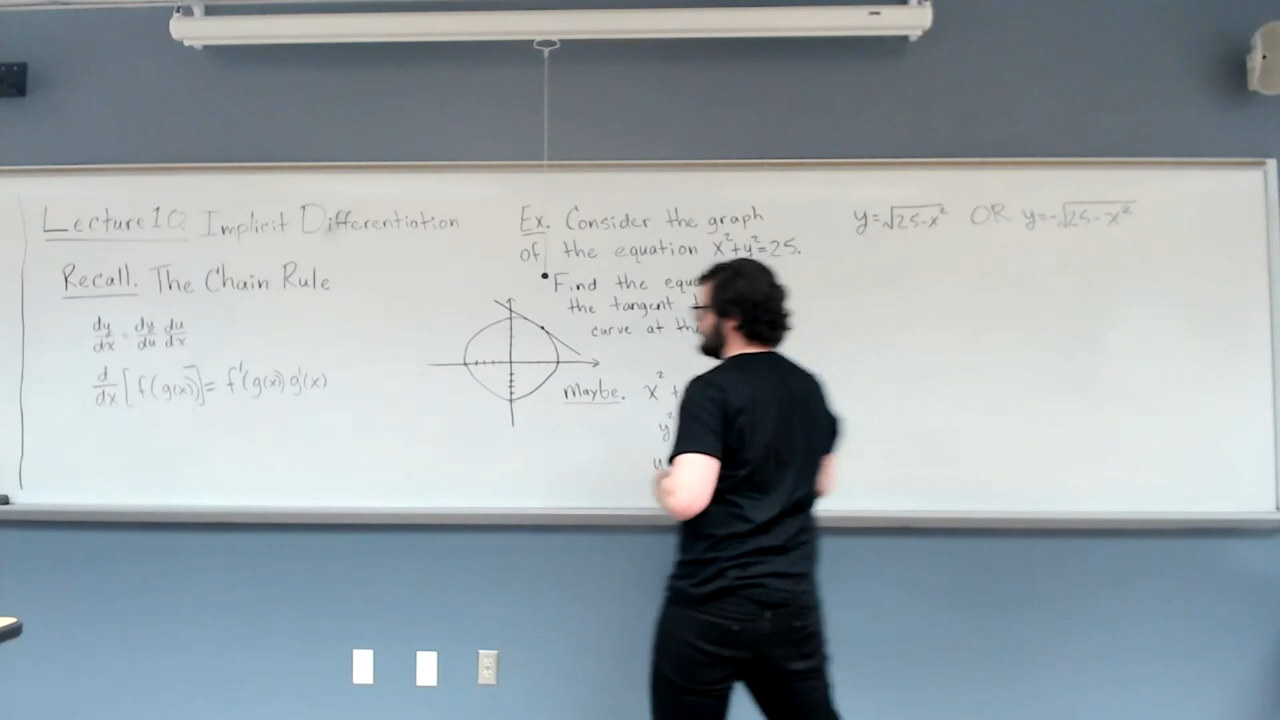 Lecture 10. Implicit Differentiation
Recall. The Chain Rule
dy/dx = dy/du du/dx
d/dx [f(g(x))] = f'(g(x)) g'(x)
Ex. Consider the graph
of the equation x²+y²=25.
Find the
the tangent
curve at
Maybe. x² +
y²
y=√25-x² OR y=-√25-x²